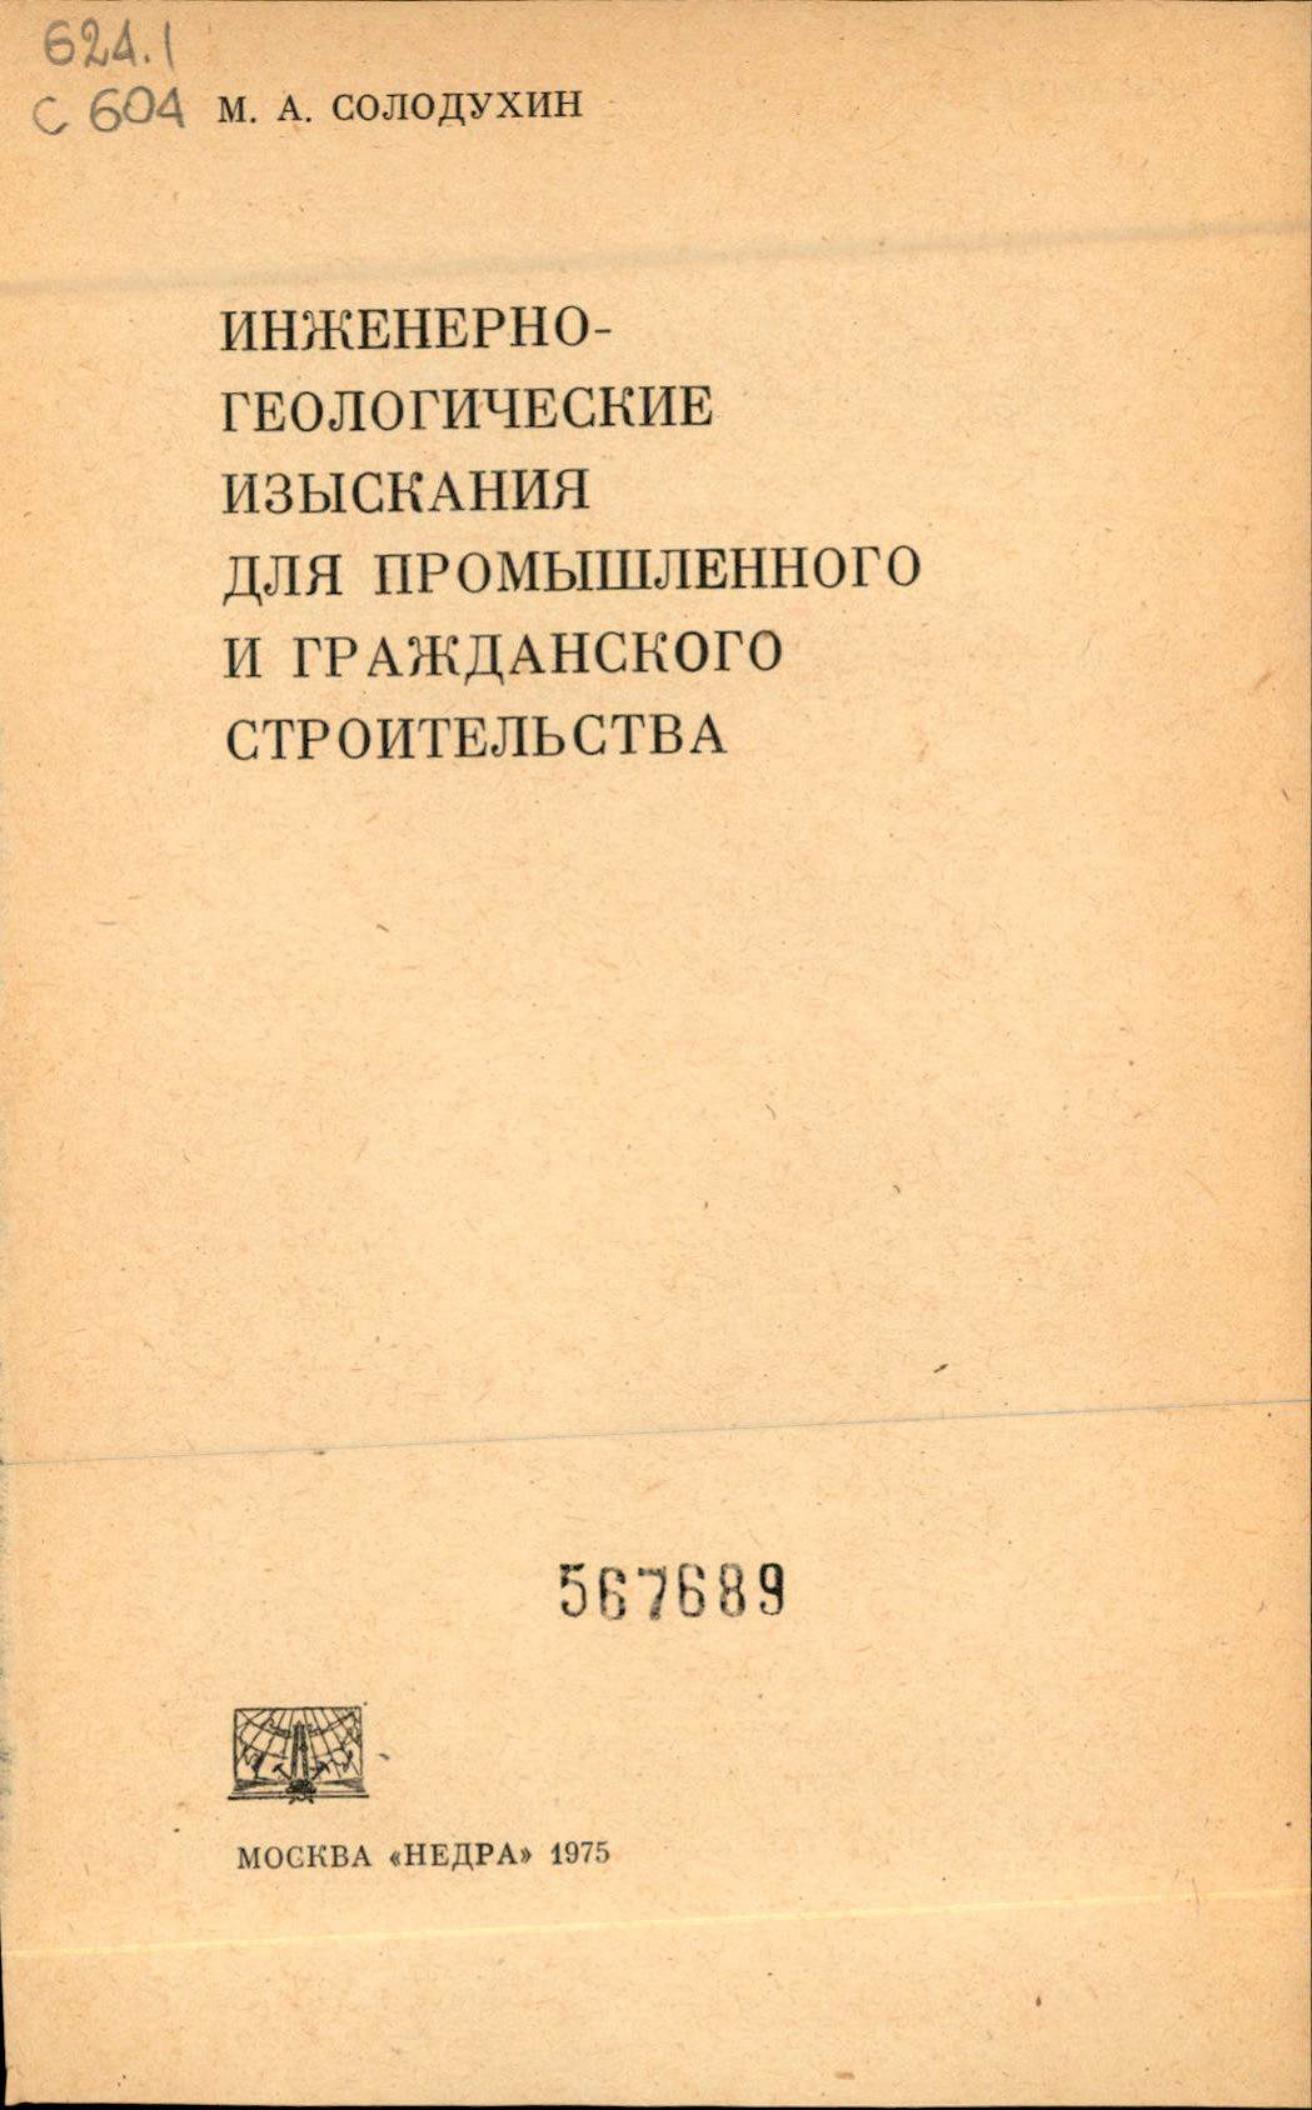 624.1
С 604 М. А. СОЛОДУХИН
ИНЖЕНЕРНО-
ГЕОЛОГИЧЕСКИЕ
ИЗЫСКАНИЯ
ДЛЯ ПРОМЫШЛЕННОГО
И ГРАЖДАНСКОГО
СТРОИТЕЛЬСТВА
567689
МОСКВА «НЕДРА» 1975